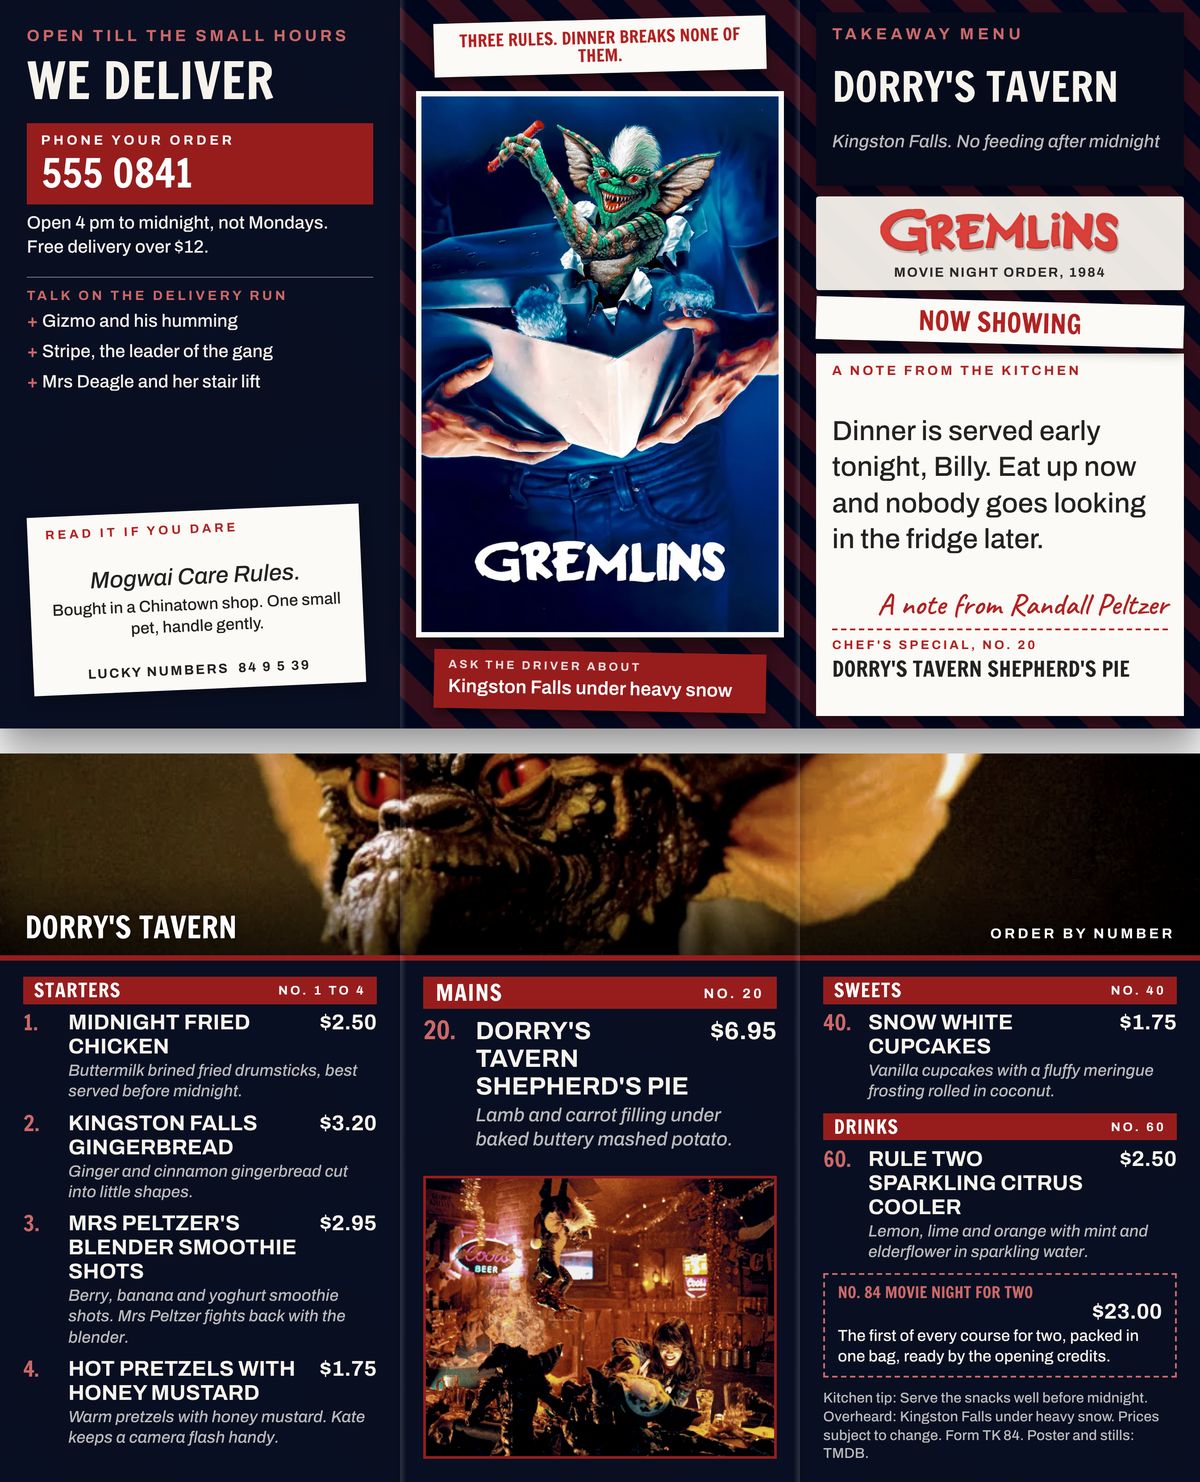 OPEN TILL THE SMALL HOURS
WE DELIVER
PHONE YOUR ORDER
555 0841
Open 4 pm to midnight, not Mondays.
Free delivery over $12.
TALK ON THE DELIVERY RUN
+ Gizmo and his humming
+ Stripe, the leader of the gang
+ Mrs Deagle and her stair lift
READ IT IF YOU DARE
Mogwai Care Rules.
Bought in a Chinatown shop. One small
pet, handle gently.
LUCKY NUMBERS 84 9 5 39
THREE RULES. DINNER BREAKS NONE OF
THEM.
GREMLINS
ASK THE DRIVER ABOUT
Kingston Falls under heavy snow
TAKEAWAY MENU
DORRY'S TAVERN
Kingston Falls. No feeding after midnight
GREMLiNS
MOVIE NIGHT ORDER, 1984
NOW SHOWING
A NOTE FROM THE KITCHEN
Dinner is served early
tonight, Billy. Eat up now
and nobody goes looking
in the fridge later.
A note from Randall Peltzer
CHEF'S SPECIAL, NO. 20
DORRY'S TAVERN SHEPHERD'S PIE
DORRY'S TAVERN
ORDER BY NUMBER
STARTERS NO. 1 TO 4
1. MIDNIGHT FRIED $2.50
CHICKEN
Buttermilk brined fried drumsticks, best
served before midnight.
2. KINGSTON FALLS $3.20
GINGERBREAD
Ginger and cinnamon gingerbread cut
into little shapes.
3. MRS PELTZER'S $2.95
BLENDER SMOOTHIE
SHOTS
Berry, banana and yoghurt smoothie
shots. Mrs Peltzer fights back with the
blender.
4. HOT PRETZELS WITH $1.75
HONEY MUSTARD
Warm pretzels with honey mustard. Kate
keeps a camera flash handy.
MAINS NO. 20
20. DORRY'S $6.95
TAVERN
SHEPHERD'S PIE
Lamb and carrot filling under
baked buttery mashed potato.
Coors
BEER
Coors
SWEETS NO. 40
40. SNOW WHITE $1.75
CUPCAKES
Vanilla cupcakes with a fluffy meringue
frosting rolled in coconut.
DRINKS NO. 60
60. RULE TWO $2.50
SPARKLING CITRUS
COOLER
Lemon, lime and orange with mint and
elderflower in sparkling water.
NO. 84 MOVIE NIGHT FOR TWO
$23.00
The first of every course for two, packed in
one bag, ready by the opening credits.
Kitchen tip: Serve the snacks well before midnight.
Overheard: Kingston Falls under heavy snow. Prices
subject to change. Form TK 84. Poster and stills:
TMDB.